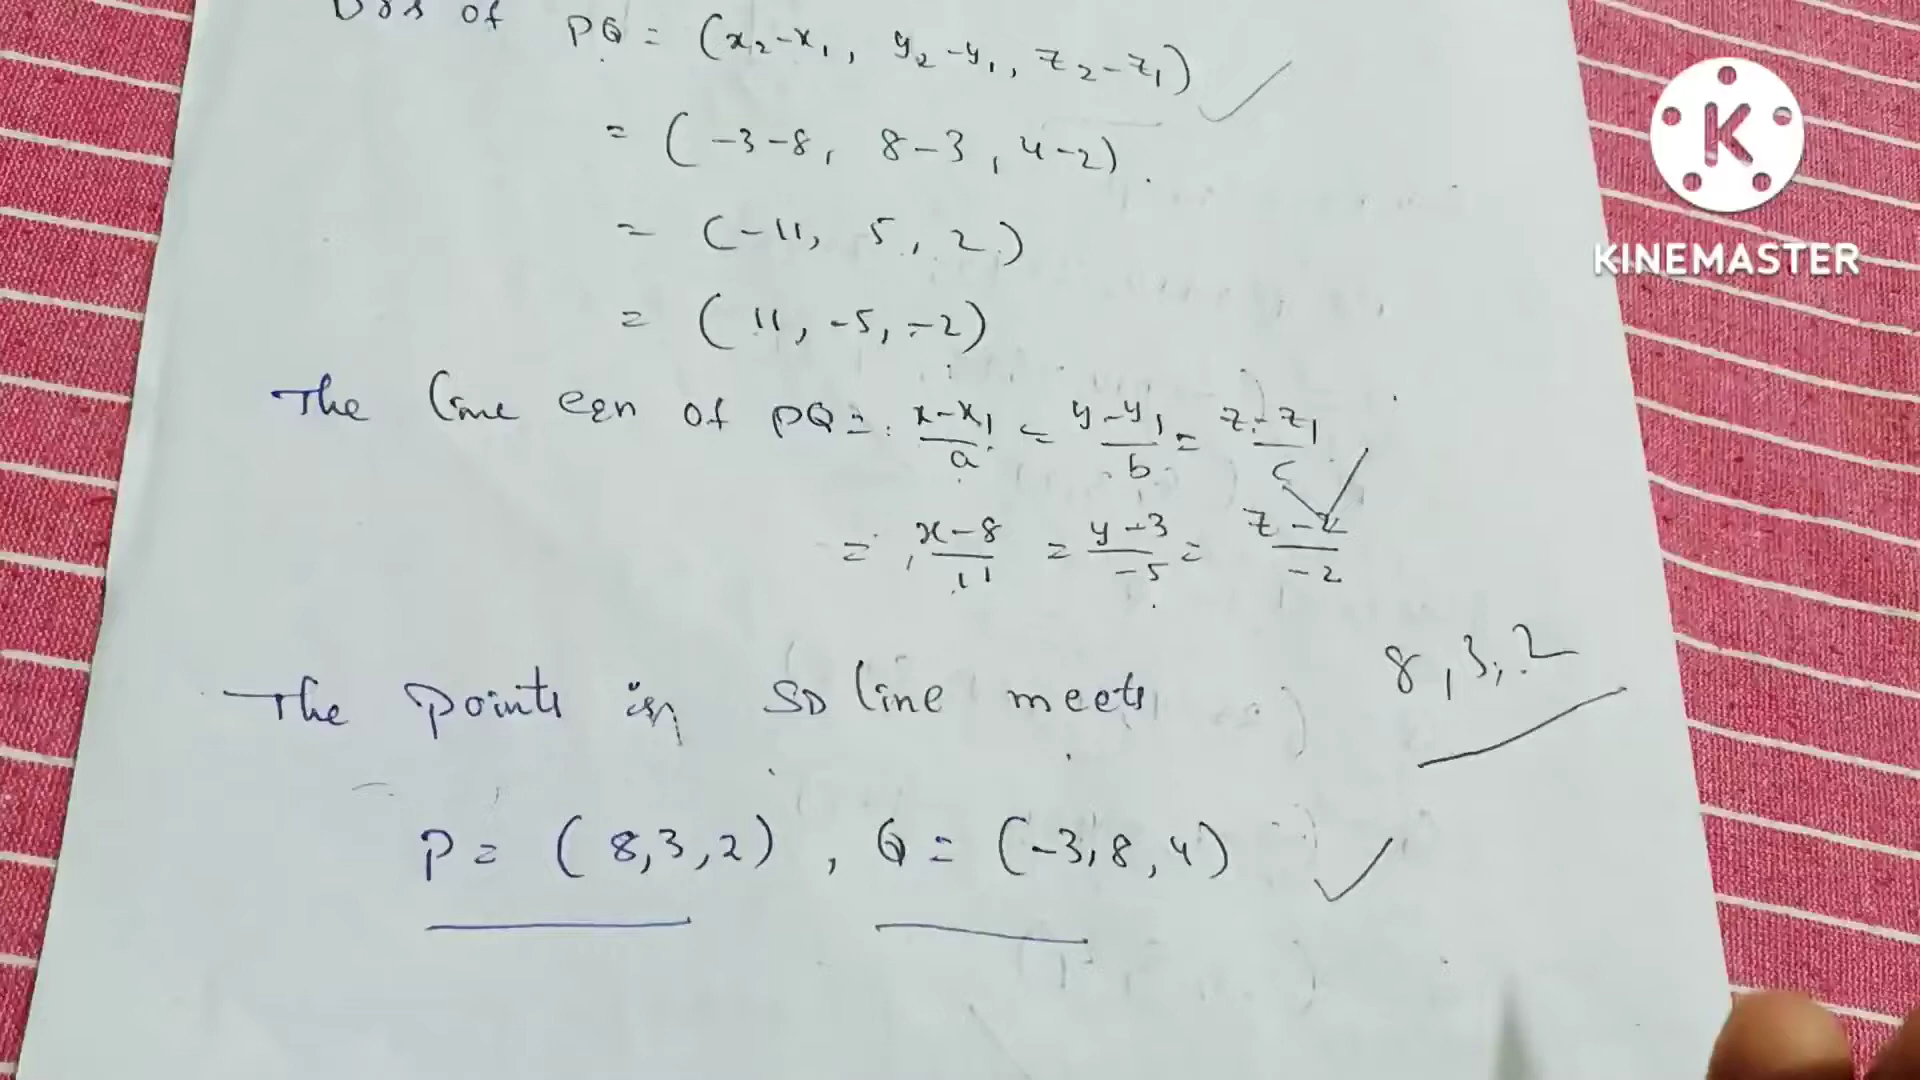 Drs of PQ = (x₂-x₁, y₂-y₁, z₂-z₁)
= (-3-8, 8-3, 4-2).
= (-11, 5, 2)
= (11, -5, -2)
The line eqn of PQ = x-x₁/a = y-y₁/b = z-z₁/c
= x-8/11 = y-3/-5 = z-2/-2
8, 3, 2
The points in SD line meets
P = (8,3,2), Q = (-3,8,4)
K
KINEMASTER